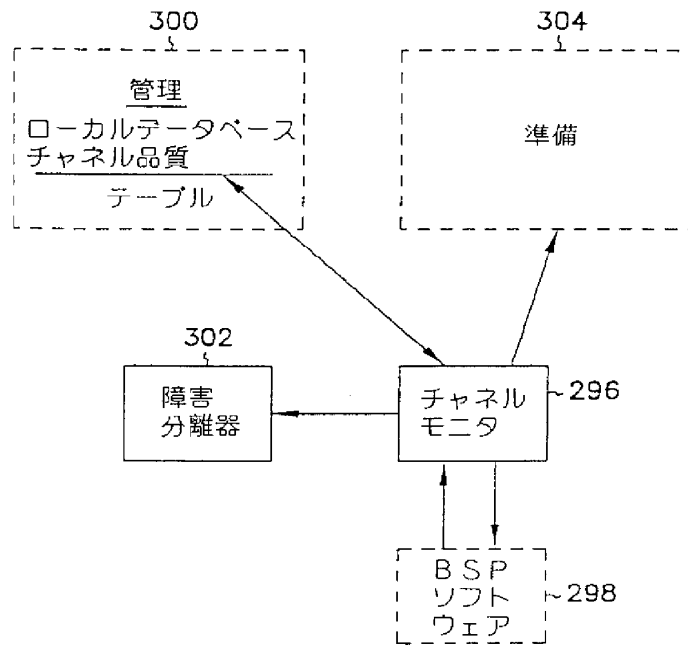 300
管理
ローカルデータベース
チャネル品質
テーブル
304
準備
302
障害
分離器
チャネル
モニタ
296
BSP
ソフト
ウェア
298